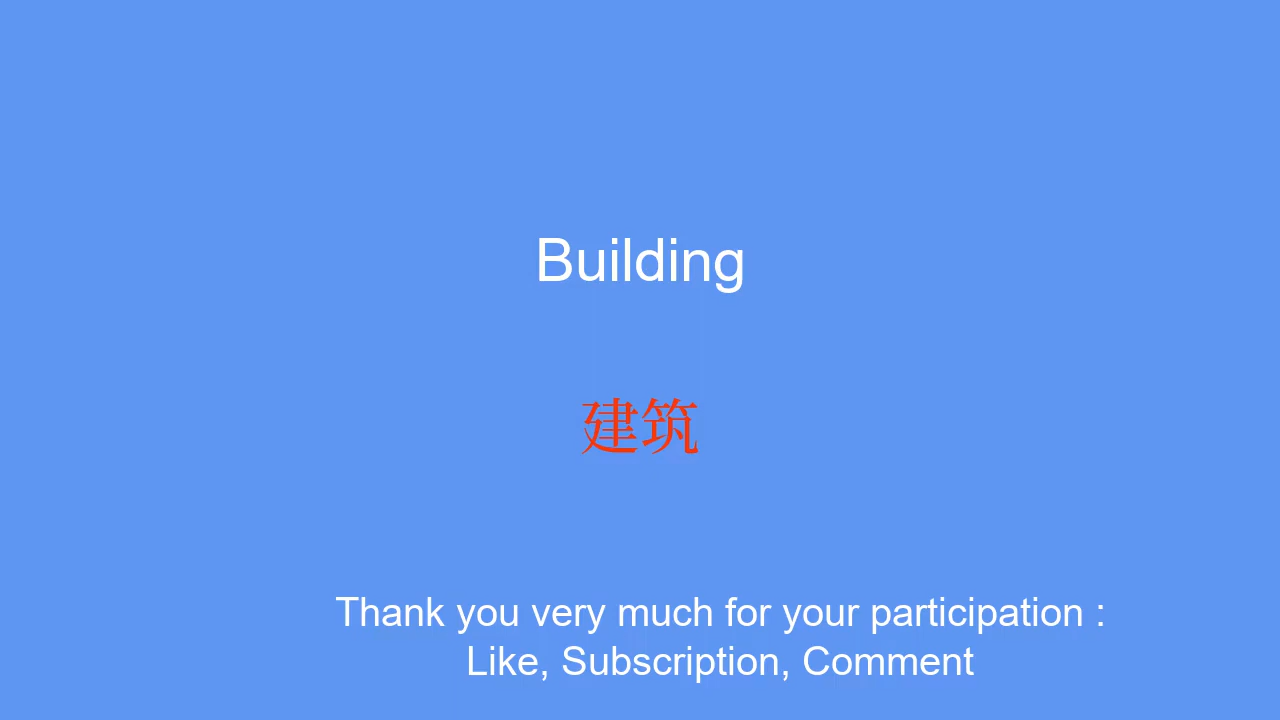 Building
建筑
Thank you very much for your participation :
Like, Subscription, Comment